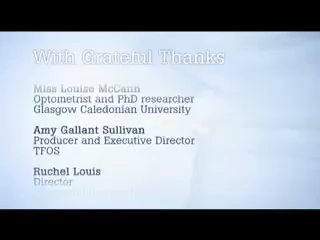 With Grateful Thanks
Miss Louise McCann
Optometrist and PhD researcher
Glasgow Caledonian University
Amy Gallant Sullivan
Producer and Executive Director
TFOS
Ruchel Louis
Director